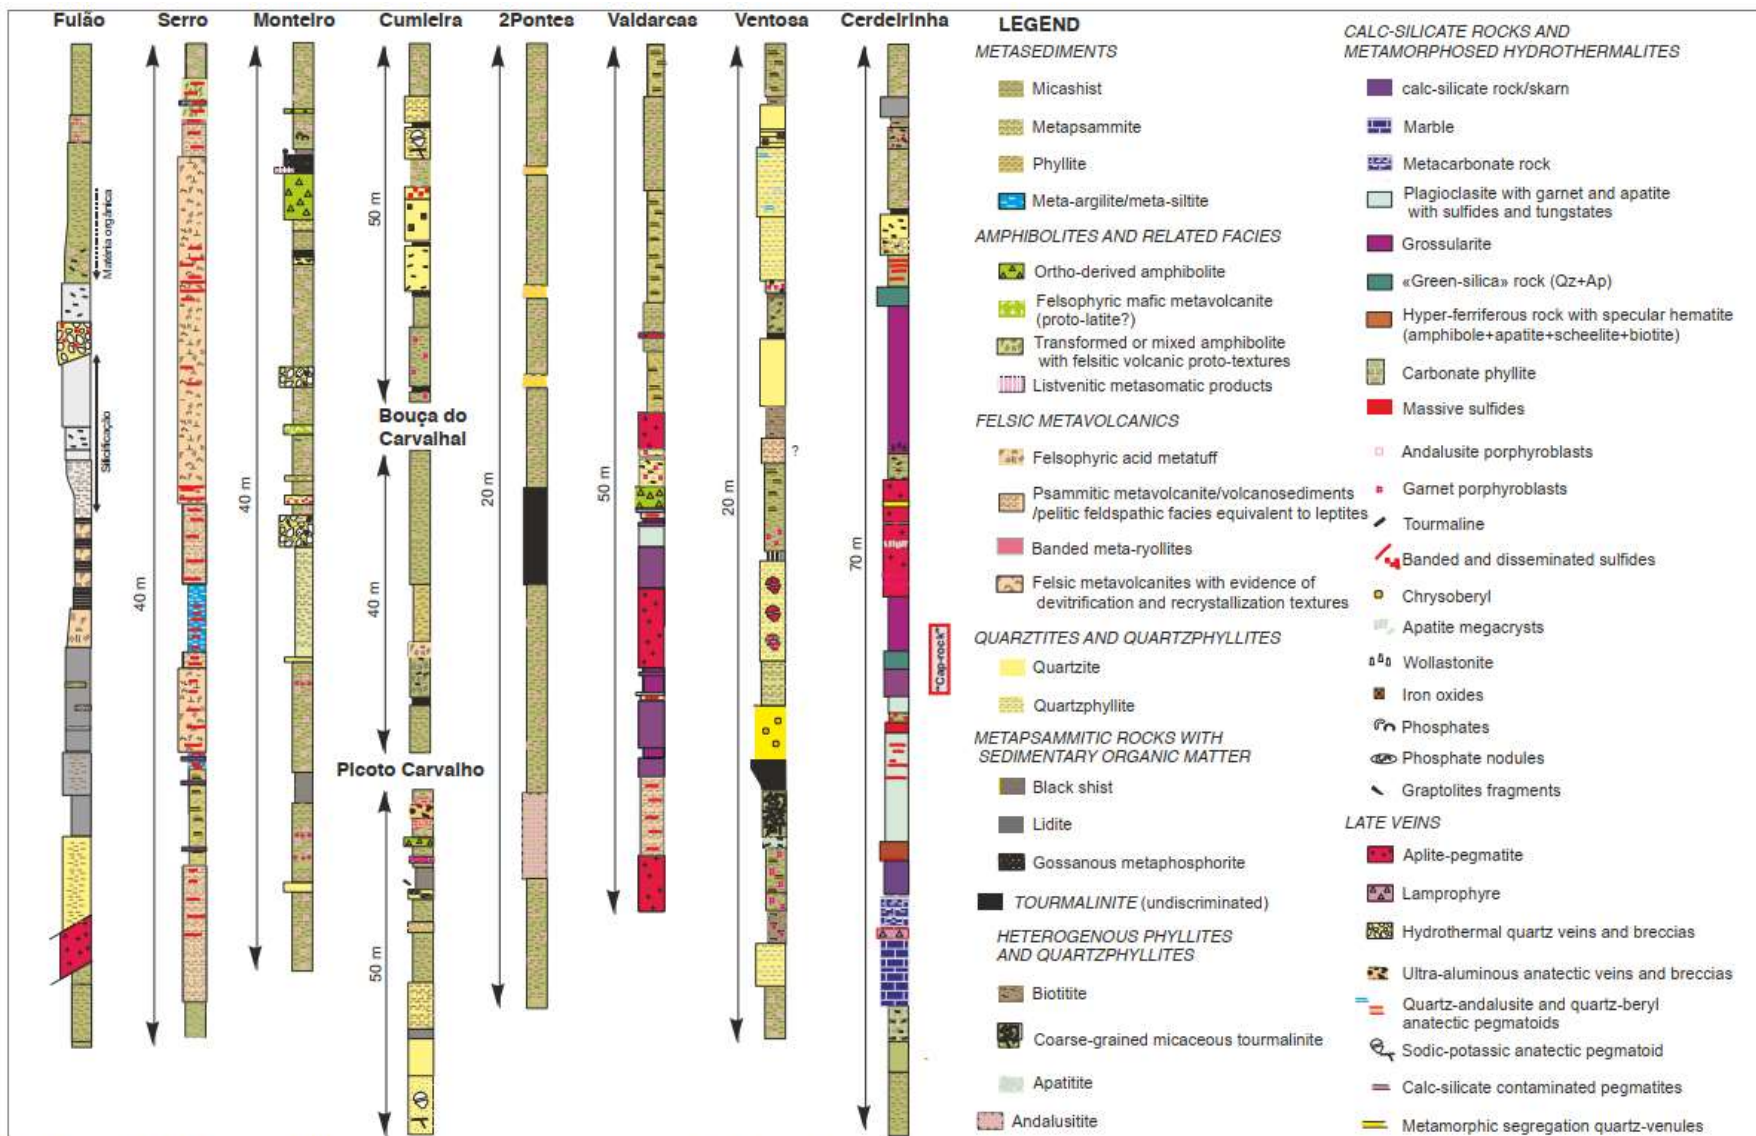 Fulão
Serro
Monteiro
Cumieira
2Pontes
Valdarcas
Ventosa
Cerdeirinha
Matéria orgânica
Silicificação
40 m
40 m
50 m
Bouça do
Carvalhal
40 m
Picoto Carvalho
50 m
20 m
50 m
20 m
?
70 m
"Cap-rock"
LEGEND
METASEDIMENTS
Micashist
Metapsammite
Phyllite
Meta-argilite/meta-siltite
AMPHIBOLITES AND RELATED FACIES
Ortho-derived amphibolite
Felsophyric mafic metavolcanite
(proto-latite?)
Transformed or mixed amphibolite
with felsitic volcanic proto-textures
Listvenitic metasomatic products
FELSIC METAVOLCANICS
Felsophyric acid metatuff
Psammitic metavolcanite/volcanosediments
/pelitic feldspathic facies equivalent to leptites
Banded meta-ryollites
Felsic metavolcanites with evidence of
devitrification and recrystallization textures
QUARZTITES AND QUARTZPHYLLITES
Quartzite
Quartzphyllite
METAPSAMMITIC ROCKS WITH
SEDIMENTARY ORGANIC MATTER
Black shist
Lidite
Gossanous metaphosphorite
TOURMALINITE (undiscriminated)
HETEROGENOUS PHYLLITES
AND QUARTZPHYLLITES
Biotitite
Coarse-grained micaceous tourmalinite
Apatitite
Andalusitite
CALC-SILICATE ROCKS AND
METAMORPHOSED HYDROTHERMALITES
calc-silicate rock/skarn
Marble
Metacarbonate rock
Plagioclasite with garnet and apatite
with sulfides and tungstates
Grossularite
«Green-silica» rock (Qz+Ap)
Hyper-ferriferous rock with specular hematite
(amphibole+apatite+scheelite+biotite)
Carbonate phyllite
Massive sulfides
Andalusite porphyroblasts
Garnet porphyroblasts
Tourmaline
Banded and disseminated sulfides
Chrysoberyl
Apatite megacrysts
Wollastonite
Iron oxides
Phosphates
Phosphate nodules
Graptolites fragments
LATE VEINS
Aplite-pegmatite
Lamprophyre
Hydrothermal quartz veins and breccias
Ultra-aluminous anatectic veins and breccias
Quartz-andalusite and quartz-beryl
anatectic pegmatoids
Sodic-potassic anatectic pegmatoid
Calc-silicate contaminated pegmatites
Metamorphic segregation quartz-venules